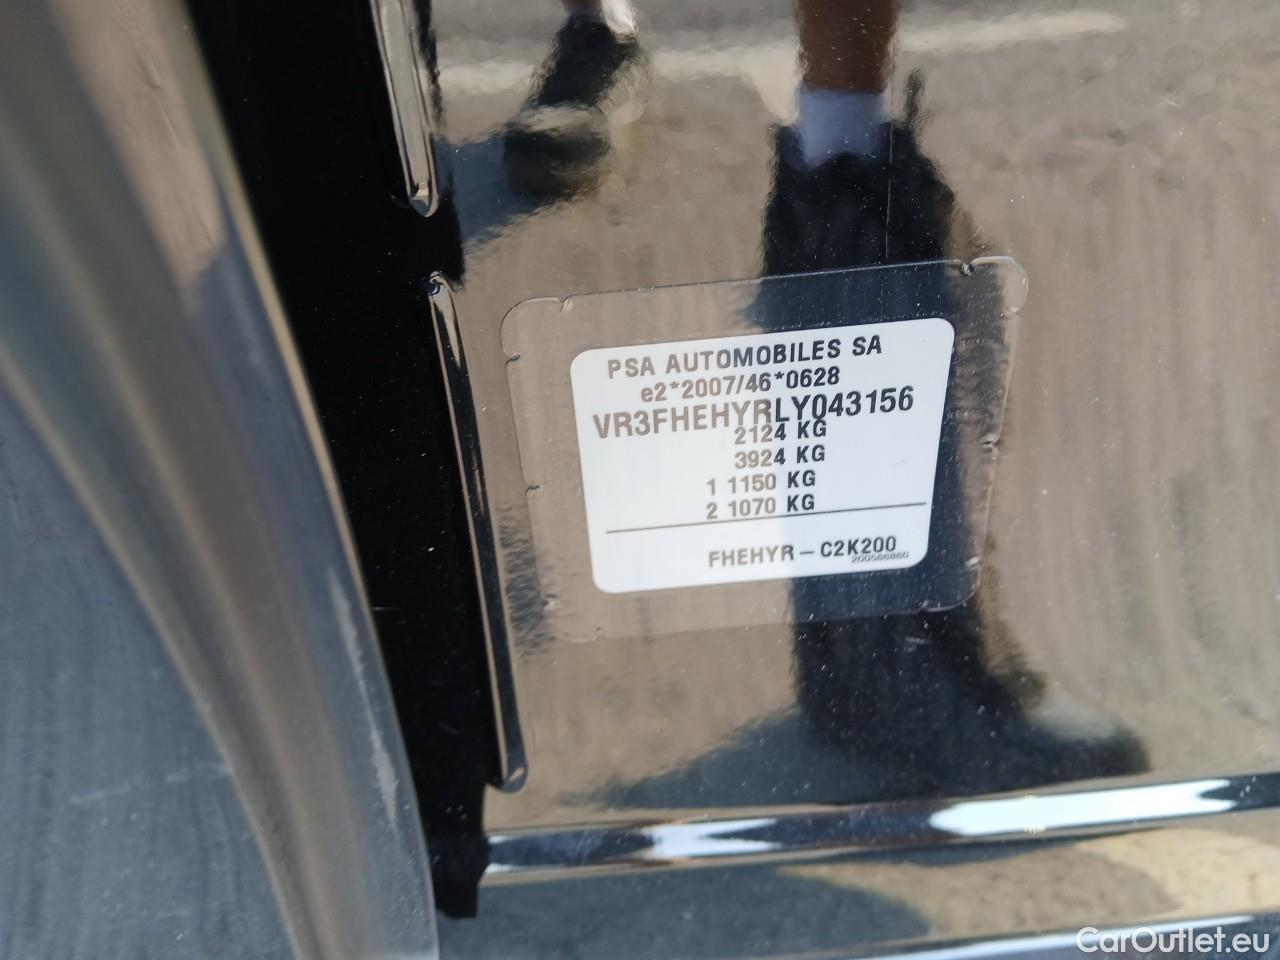 PSA AUTOMOBILES SA
e2*2007/46*0628
VR3FHEHYRLY043156
2124 KG
3924 KG
1 1150 KG
2 1070 KG
FHEHYR-C2K200
200586860
CarOutlet.eu